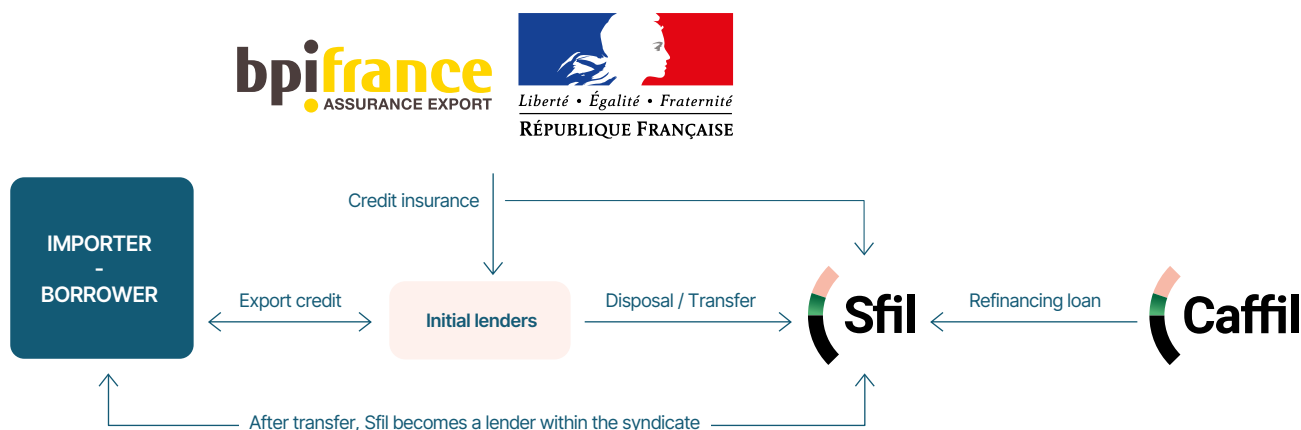 bpifrance
ASSURANCE EXPORT
Liberté • Égalité • Fraternité
RÉPUBLIQUE FRANÇAISE
Credit insurance
IMPORTER
-
BORROWER
Export credit
Initial lenders
Disposal / Transfer
Sfil
Refinancing loan
Caffil
After transfer, Sfil becomes a lender within the syndicate